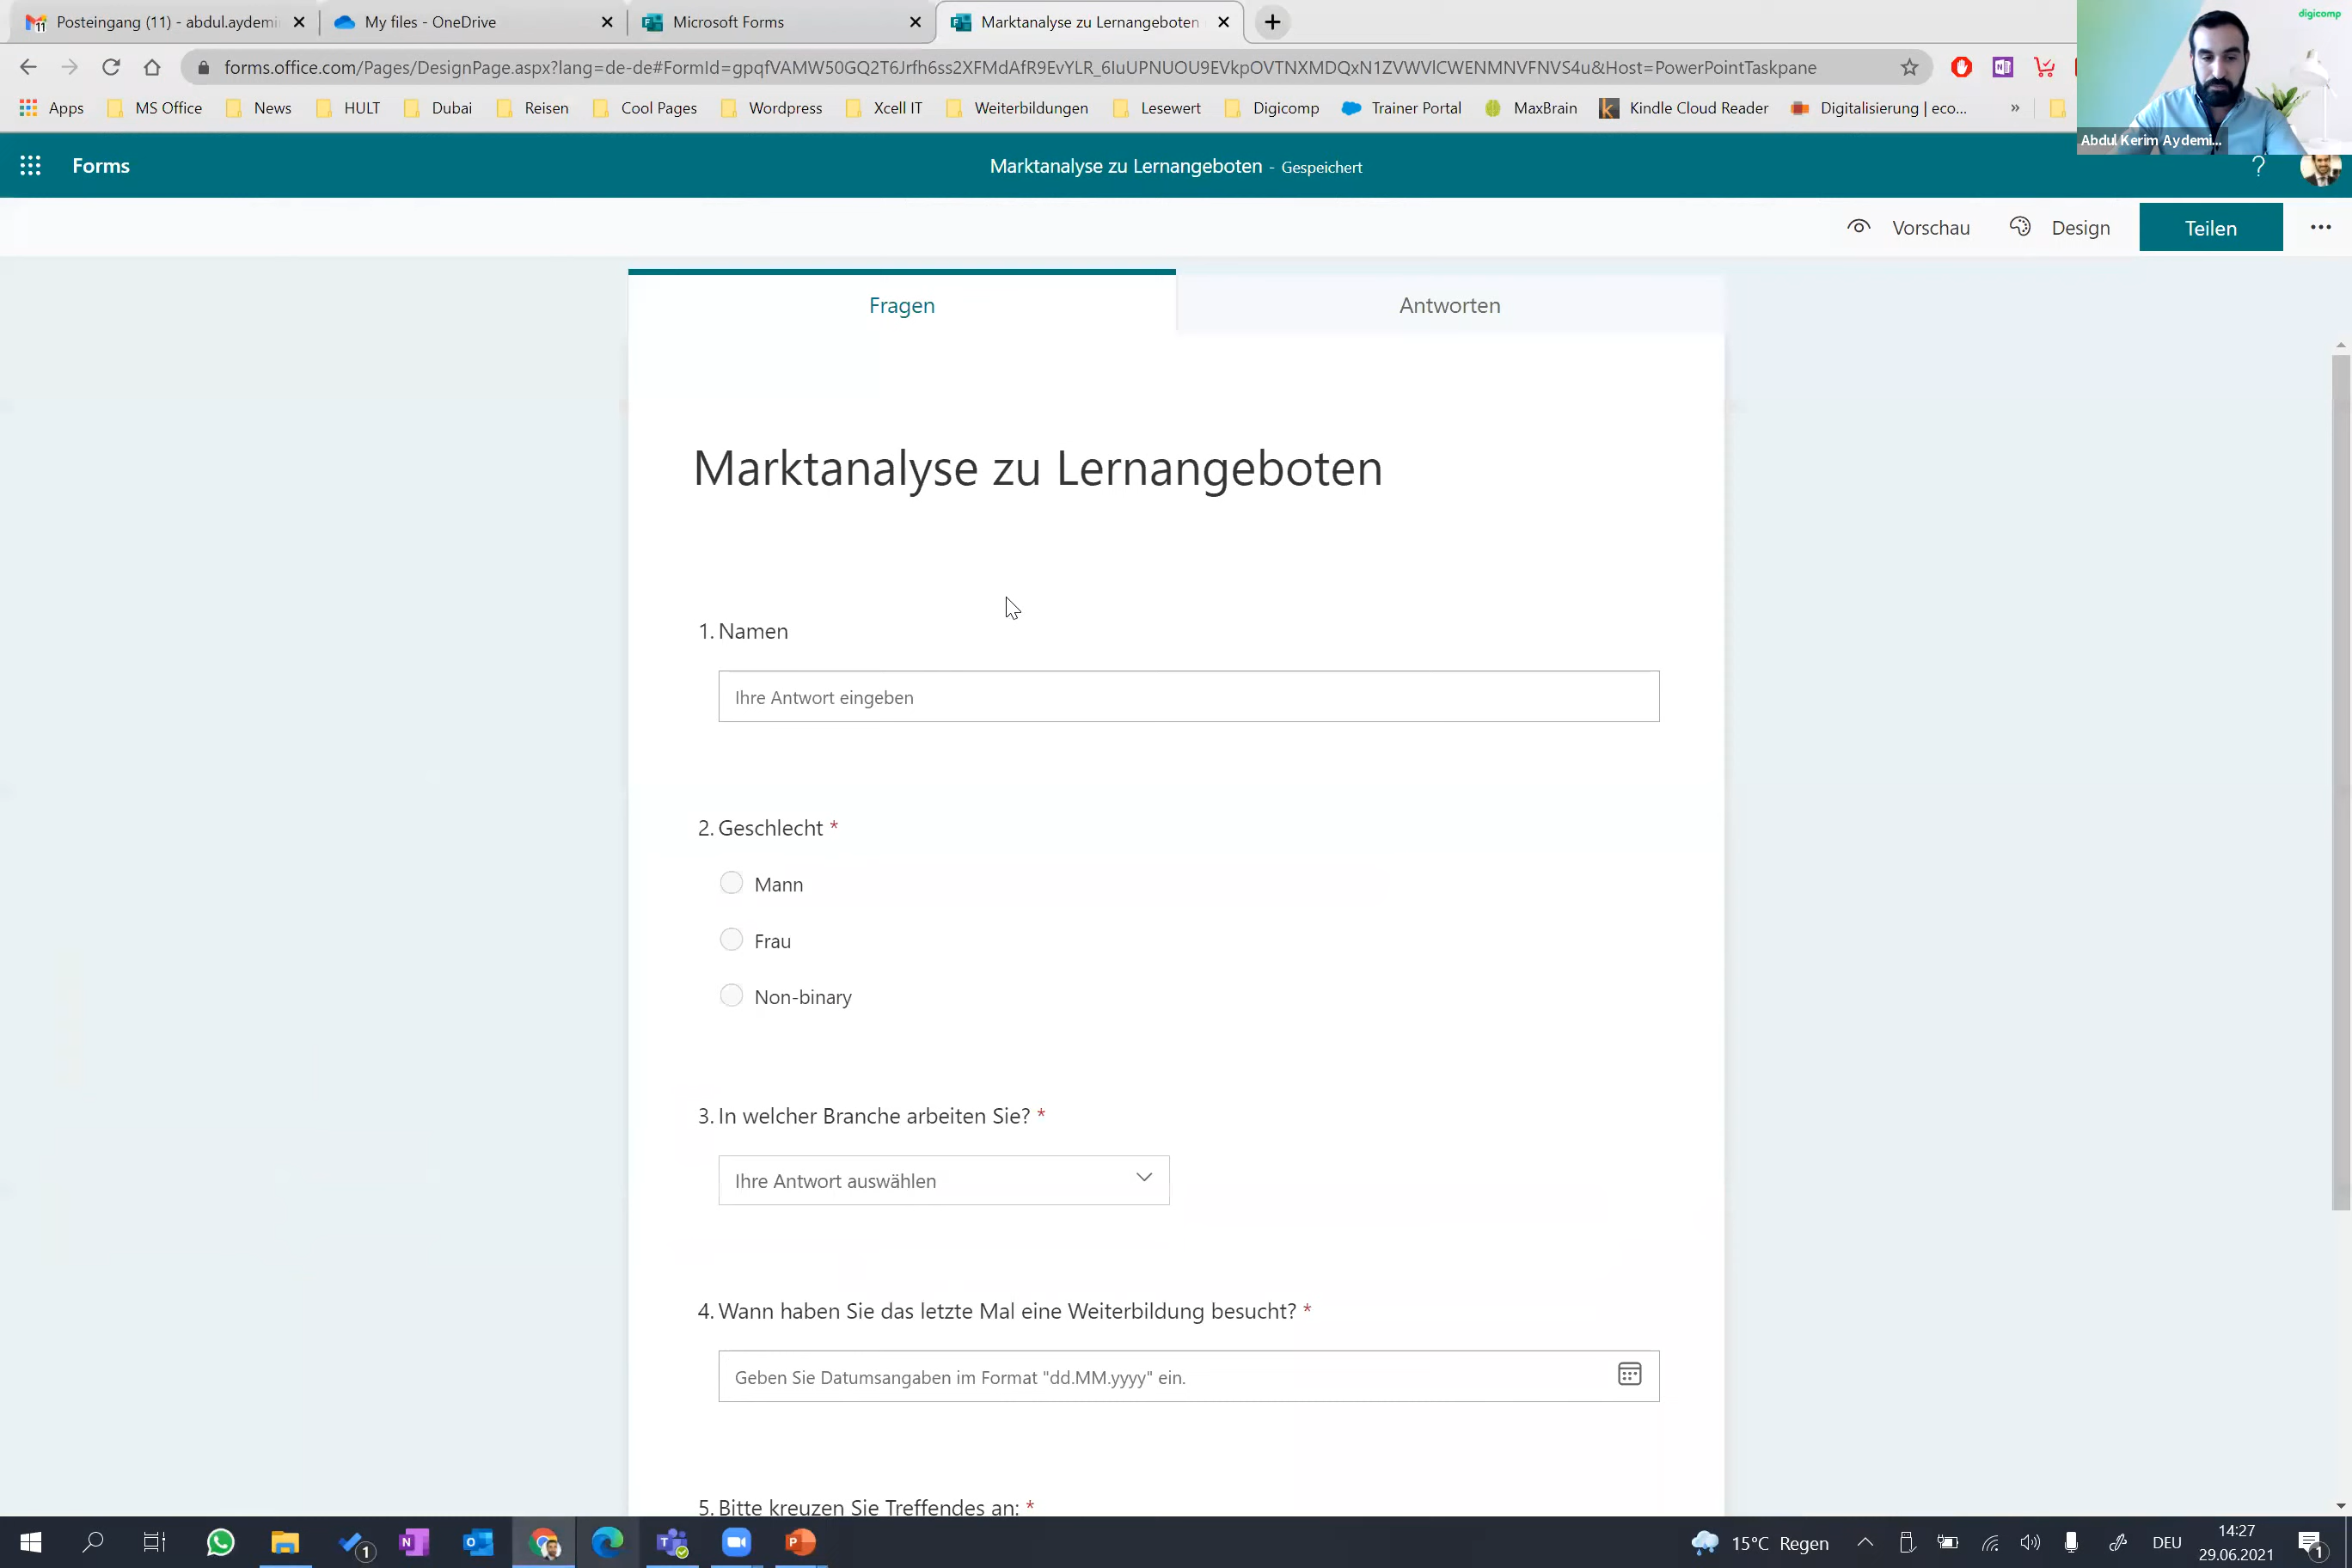 Posteingang (11) - abdul.aydemi
My files - OneDrive
Microsoft Forms
Marktanalyse zu Lernangeboten
digicomp
forms.office.com/Pages/DesignPage.aspx?lang=de-de#FormId=gpqfVAMW50GQ2T6Jrfh6ss2XFMdAfR9EvYLR_6IuUPNUOU9EVkpOVTNXMDQxN1ZVWVlCWENMNVFNVS4u&Host=PowerPointTaskpane
Apps
MS Office
News
HULT
Dubai
Reisen
Cool Pages
Wordpress
Xcell IT
Weiterbildungen
Lesewert
Digicomp
Trainer Portal
MaxBrain
Kindle Cloud Reader
Digitalisierung | eco...
»
Abdul Kerim Aydemi...
Forms
Marktanalyse zu Lernangeboten - Gespeichert
?
Vorschau
Design
Teilen
Fragen
Antworten
Marktanalyse zu Lernangeboten
1. Namen
Ihre Antwort eingeben
2. Geschlecht *
Mann
Frau
Non-binary
3. In welcher Branche arbeiten Sie? *
Ihre Antwort auswählen
4. Wann haben Sie das letzte Mal eine Weiterbildung besucht? *
Geben Sie Datumsangaben im Format "dd.MM.yyyy" ein.
5. Bitte kreuzen Sie Treffendes an: *
15°C Regen
DEU
14:27
29.06.2021